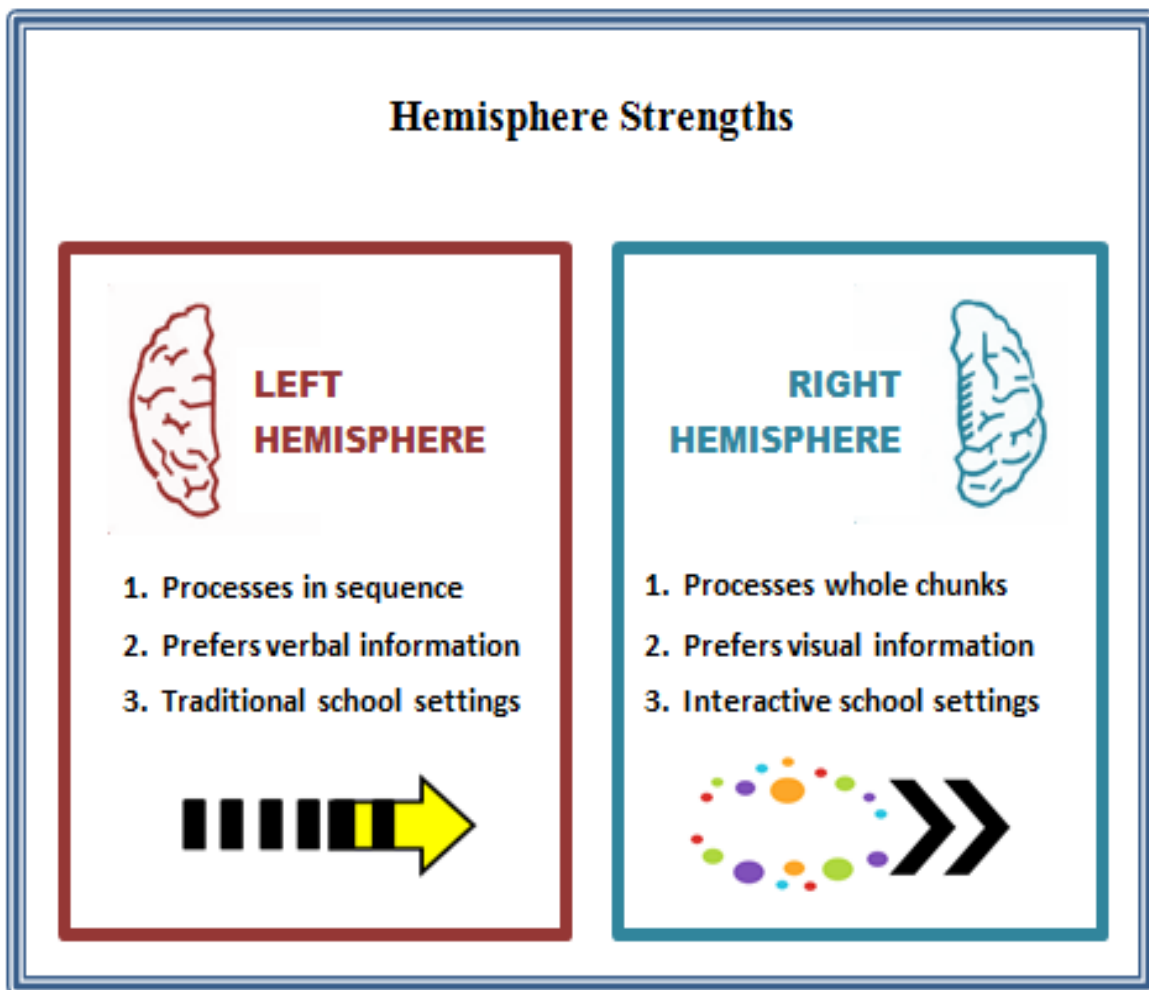 Hemisphere Strengths
LEFT
HEMISPHERE
1. Processes in sequence
2. Prefers verbal information
3. Traditional school settings
RIGHT
HEMISPHERE
1. Processes whole chunks
2. Prefers visual information
3. Interactive school settings